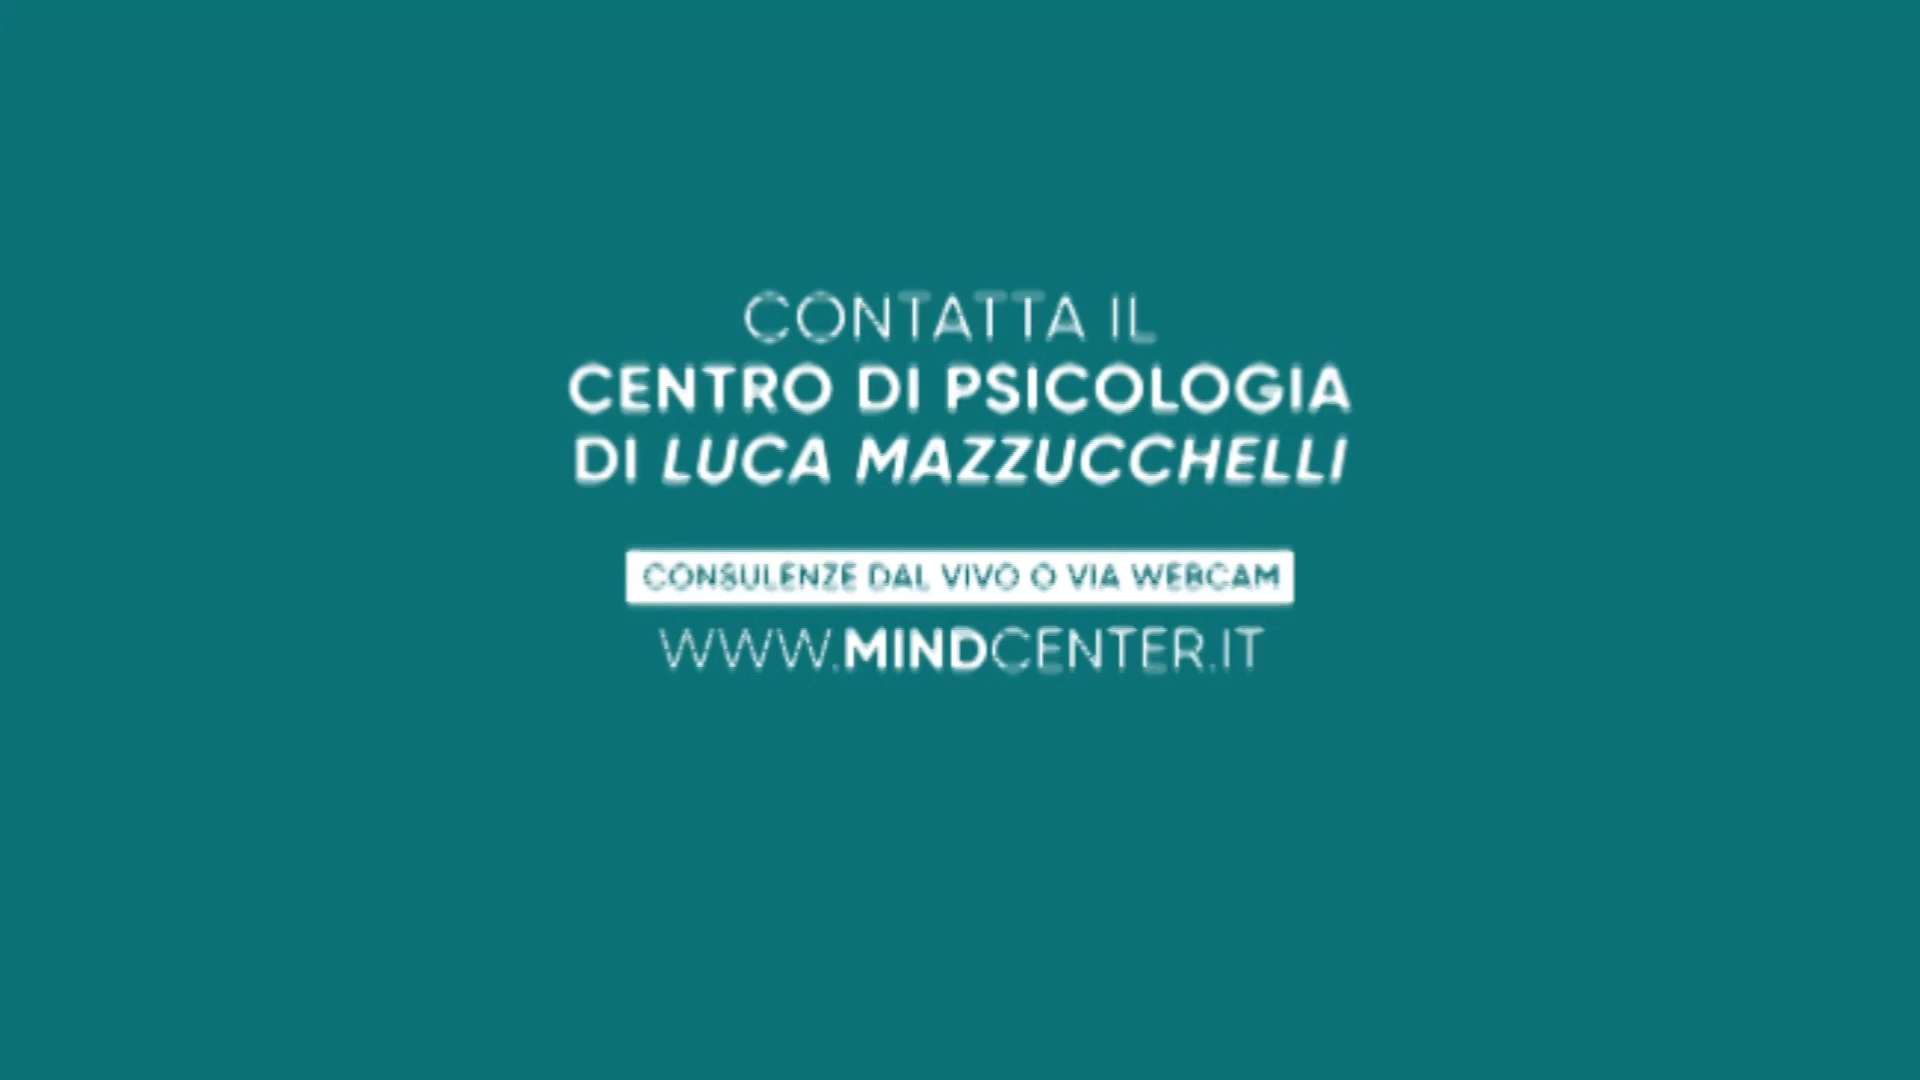 CONTATTA IL
CENTRO DI PSICOLOGIA
DI LUCA MAZZUCCHELLI
CONSULENZE DAL VIVO O VIA WEBCAM
WWW.MINDCENTER.IT